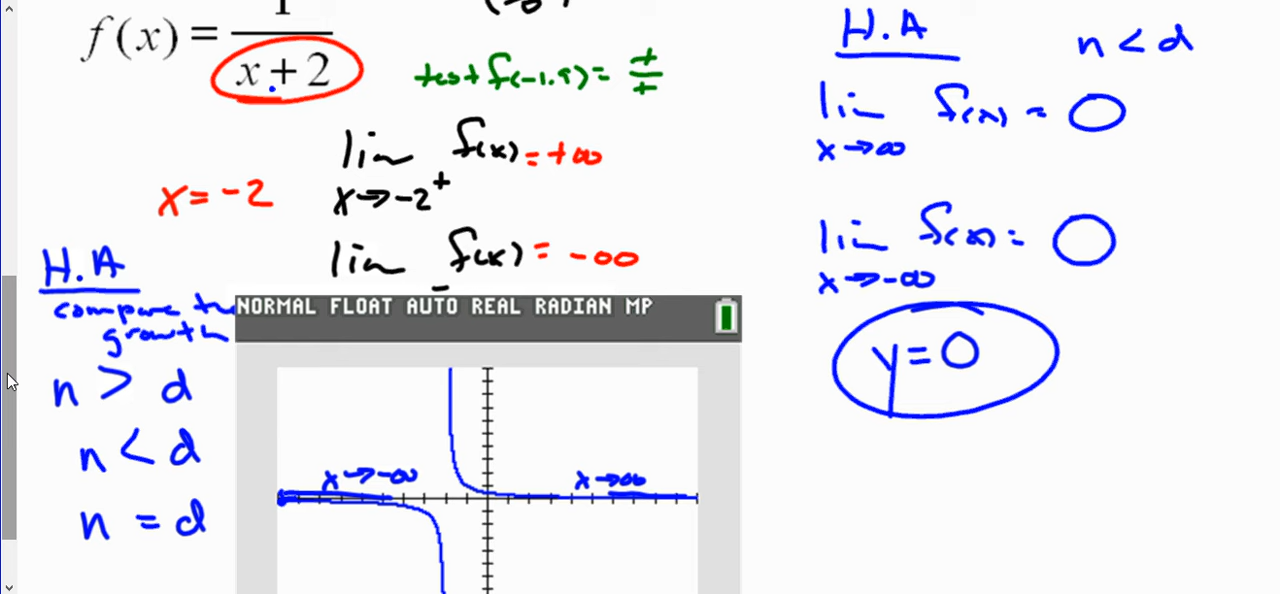 f(x) = 1
x + 2
test f(-1.9) = +/+
lim f(x) = +∞
x → -2⁺
x = -2
lim f(x) = -∞
H.A
compare the
growth
n > d
n < d
n = d
NORMAL FLOAT AUTO REAL RADIAN MP
x → -∞
x → ∞
H.A
n < d
lim f(x) = 0
x → ∞
lim f(x) = 0
x → -∞
y = 0